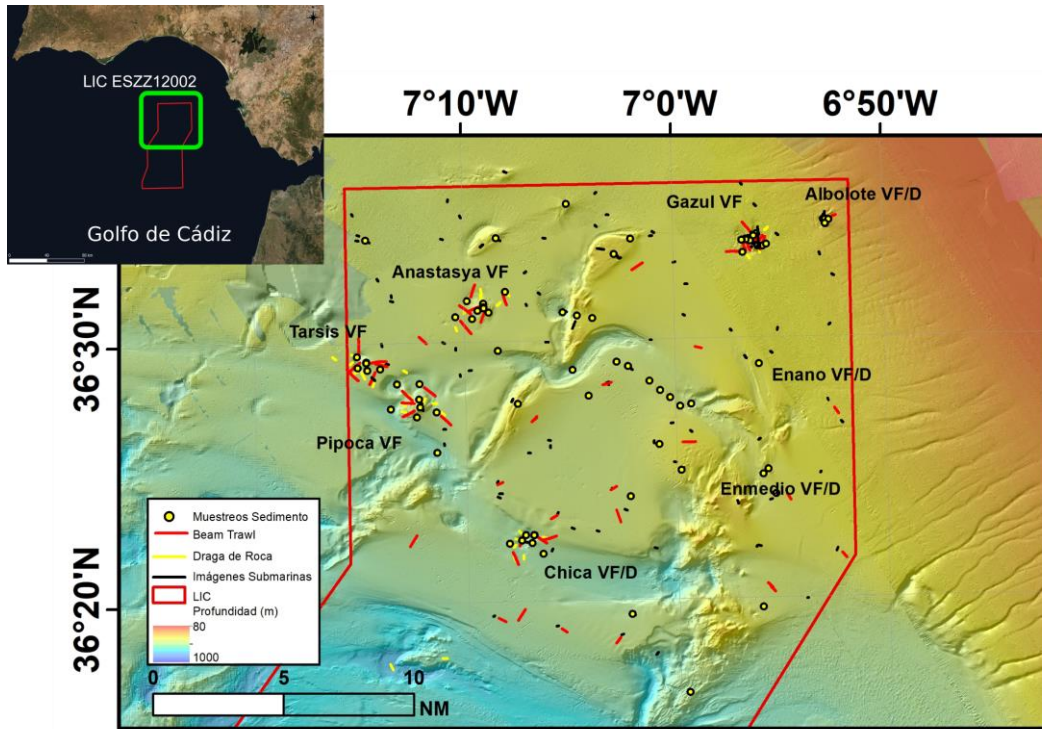 LIC ESZZ12002
Golfo de Cádiz
7°10'W
7°0'W
6°50'W
36°30'N
36°20'N
Gazul VF
Albolote VF/D
Anastasya VF
Tarsis VF
Enano VF/D
Pipoca VF
Enmedio VF/D
Chica VF/D
Muestreos Sedimento
Beam Trawl
Draga de Roca
Imágenes Submarinas
LIC
Profundidad (m)
80
1000
0
5
10
NM